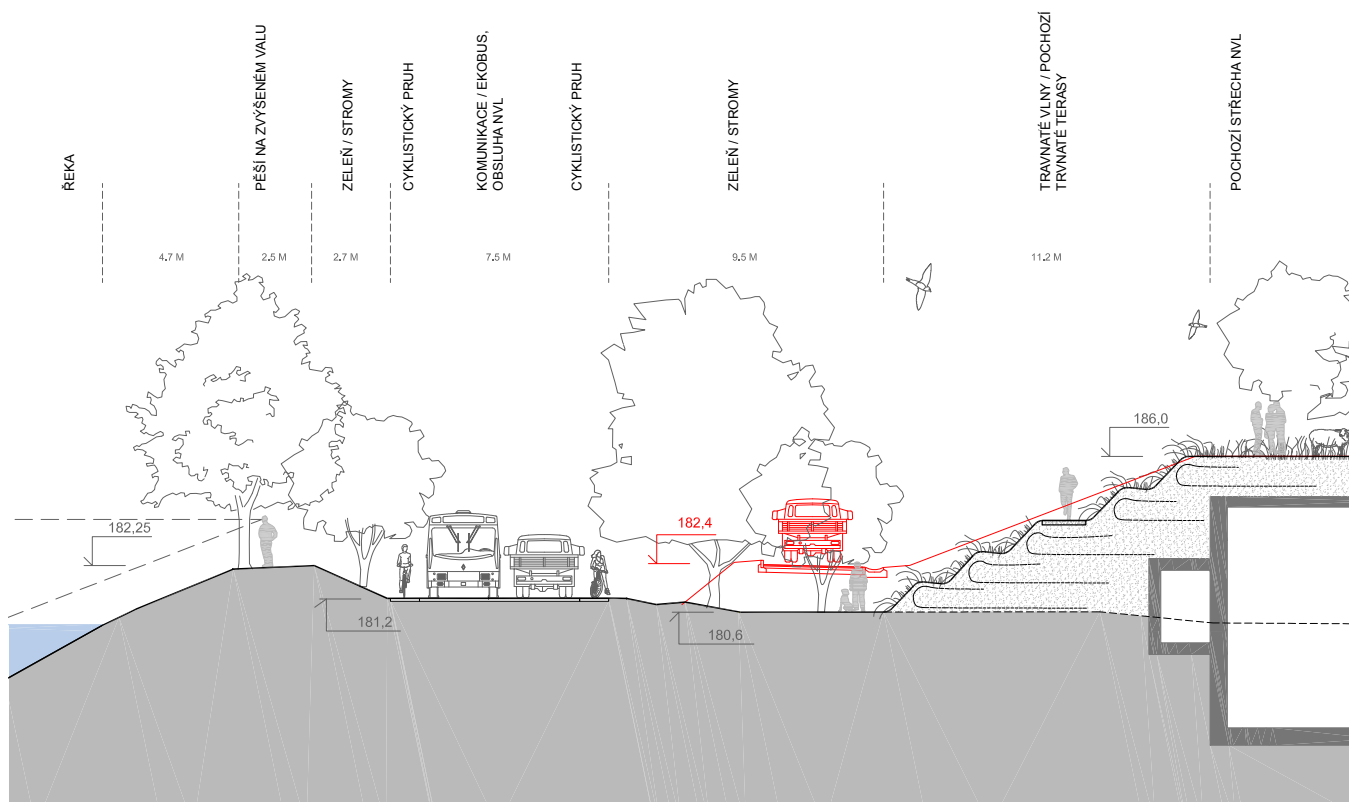 ŘEKA
PĚŠÍ NA ZVÝŠENÉM VALU
ZELEŇ / STROMY
CYKLISTICKÝ PRUH
KOMUNIKACE / EKOBUS,
OBSLUHA NVL
CYKLISTICKÝ PRUH
ZELEŇ / STROMY
TRAVNATÉ VLNY / POCHOZÍ
TRVNATÉ TERASY
POCHOZÍ STŘECHA NVL
4.7 M
2.5 M
2.7 M
7.5 M
9.5 M
11.2 M
186,0
182,25
182,4
181,2
180,6